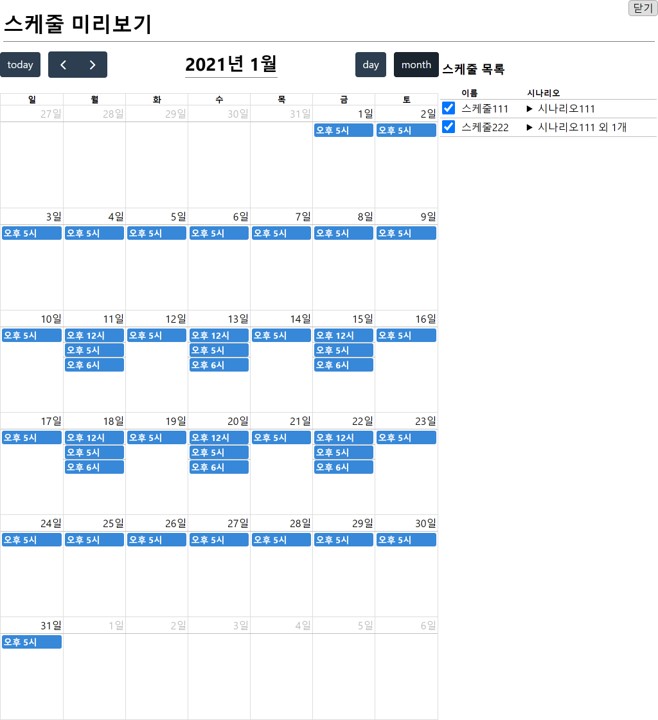 닫기
스케줄 미리보기
today
2021년 1월
day month
스케줄 목록
이름 시나리오
스케줄111 ▶ 시나리오111
스케줄222 ▶ 시나리오111 외 1개
일 월 화 수 목 금 토
27일 28일 29일 30일 31일 1일 2일
오후 5시 오후 5시
3일 4일 5일 6일 7일 8일 9일
오후 5시 오후 5시 오후 5시 오후 5시 오후 5시 오후 5시 오후 5시
10일 11일 12일 13일 14일 15일 16일
오후 5시 오후 12시 오후 5시 오후 12시 오후 5시 오후 12시 오후 5시
오후 5시 오후 5시 오후 5시
오후 6시 오후 6시 오후 6시
17일 18일 19일 20일 21일 22일 23일
오후 5시 오후 12시 오후 5시 오후 12시 오후 5시 오후 12시 오후 5시
오후 5시 오후 5시 오후 5시
오후 6시 오후 6시 오후 6시
24일 25일 26일 27일 28일 29일 30일
오후 5시 오후 5시 오후 5시 오후 5시 오후 5시 오후 5시 오후 5시
31일 1일 2일 3일 4일 5일 6일
오후 5시